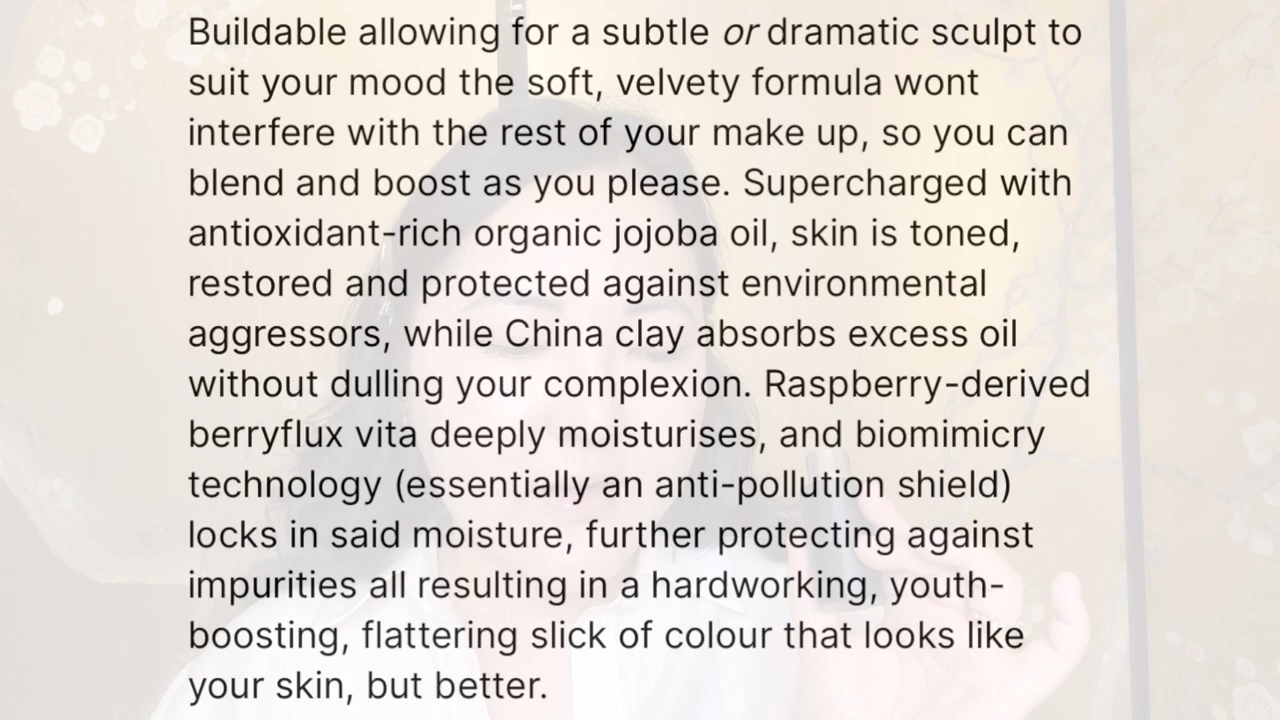 Buildable allowing for a subtle or dramatic sculpt to
suit your mood the soft, velvety formula wont
interfere with the rest of your make up, so you can
blend and boost as you please. Supercharged with
antioxidant-rich organic jojoba oil, skin is toned,
restored and protected against environmental
aggressors, while China clay absorbs excess oil
without dulling your complexion. Raspberry-derived
berryflux vita deeply moisturises, and biomimicry
technology (essentially an anti-pollution shield)
locks in said moisture, further protecting against
impurities all resulting in a hardworking, youth-
boosting, flattering slick of colour that looks like
your skin, but better.